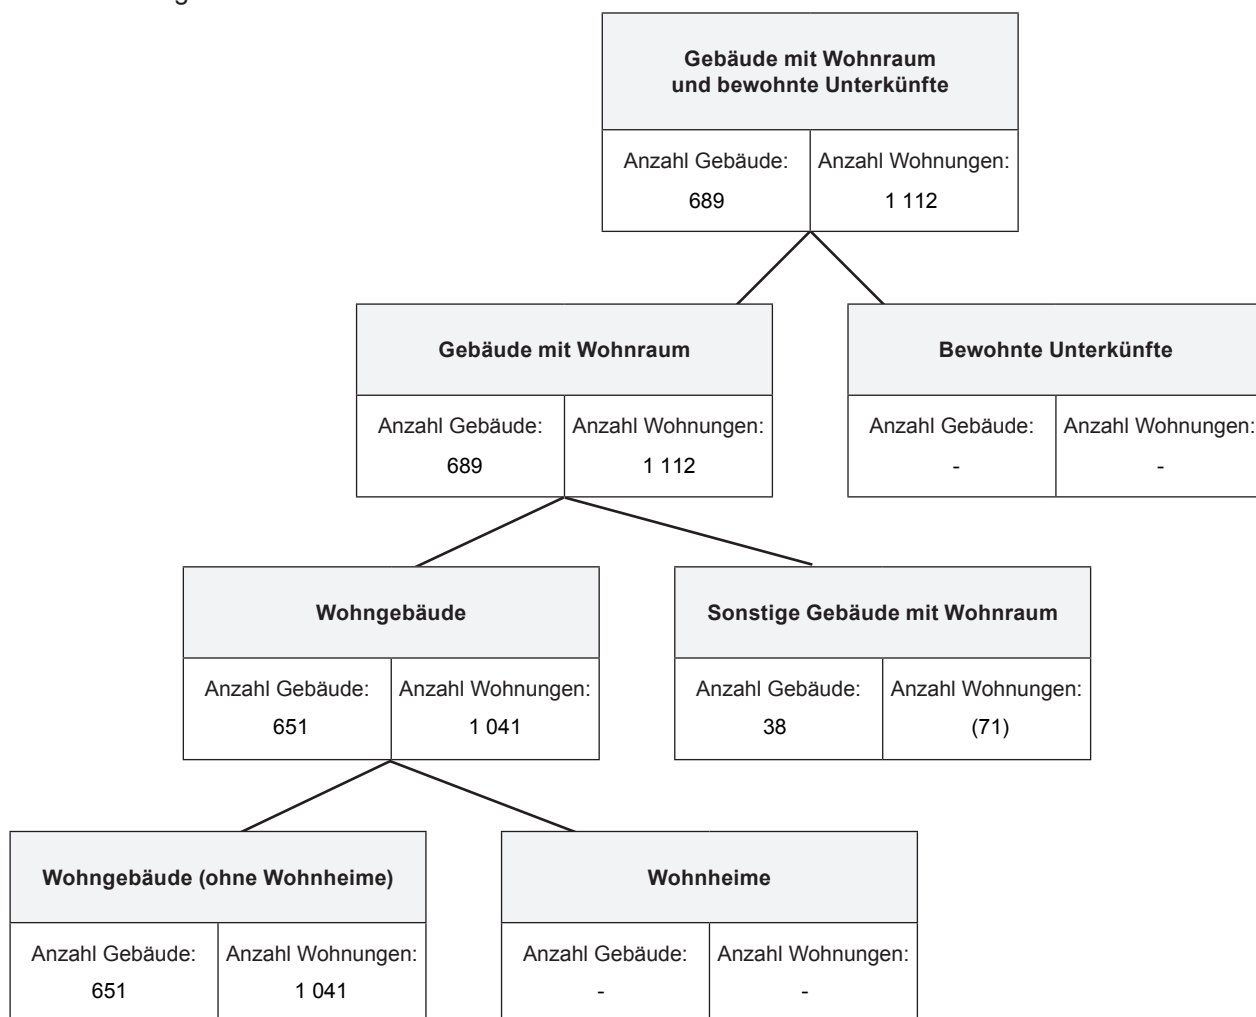 Gebäude mit Wohnraum
und bewohnte Unterkünfte
Anzahl Gebäude: Anzahl Wohnungen:
689 1 112
Gebäude mit Wohnraum
Anzahl Gebäude: Anzahl Wohnungen:
689 1 112
Bewohnte Unterkünfte
Anzahl Gebäude: Anzahl Wohnungen:
- -
Wohngebäude
Anzahl Gebäude: Anzahl Wohnungen:
651 1 041
Sonstige Gebäude mit Wohnraum
Anzahl Gebäude: Anzahl Wohnungen:
38 (71)
Wohngebäude (ohne Wohnheime)
Anzahl Gebäude: Anzahl Wohnungen:
651 1 041
Wohnheime
Anzahl Gebäude: Anzahl Wohnungen:
- -